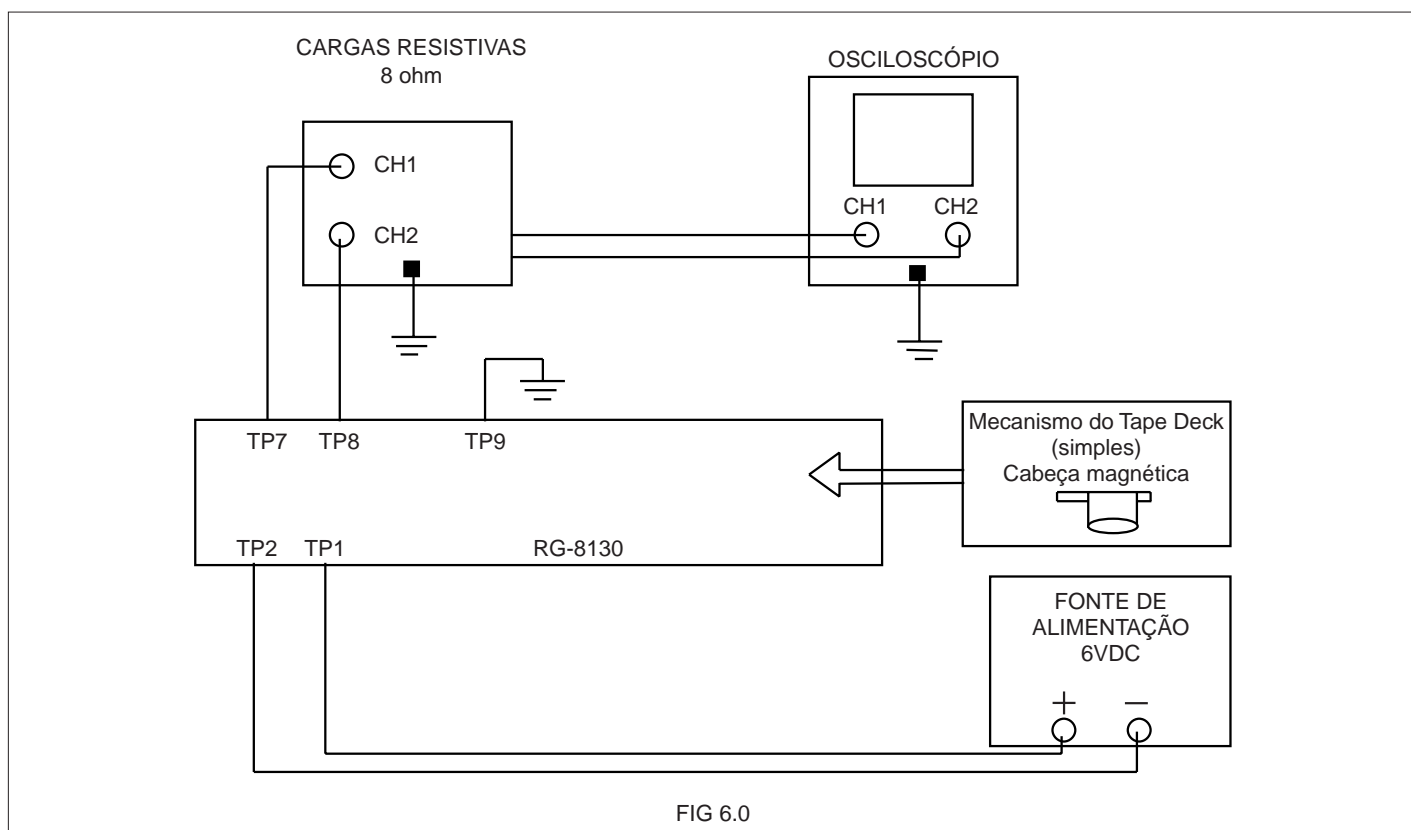 CARGAS RESISTIVAS
8 ohm
OSCILOSCÓPIO
CH1
CH2
CH1 CH2
TP7 TP8 TP9
Mecanismo do Tape Deck
(simples)
Cabeça magnética
TP2 TP1 RG-8130
FONTE DE
ALIMENTAÇÃO
6VDC
+ −
FIG 6.0